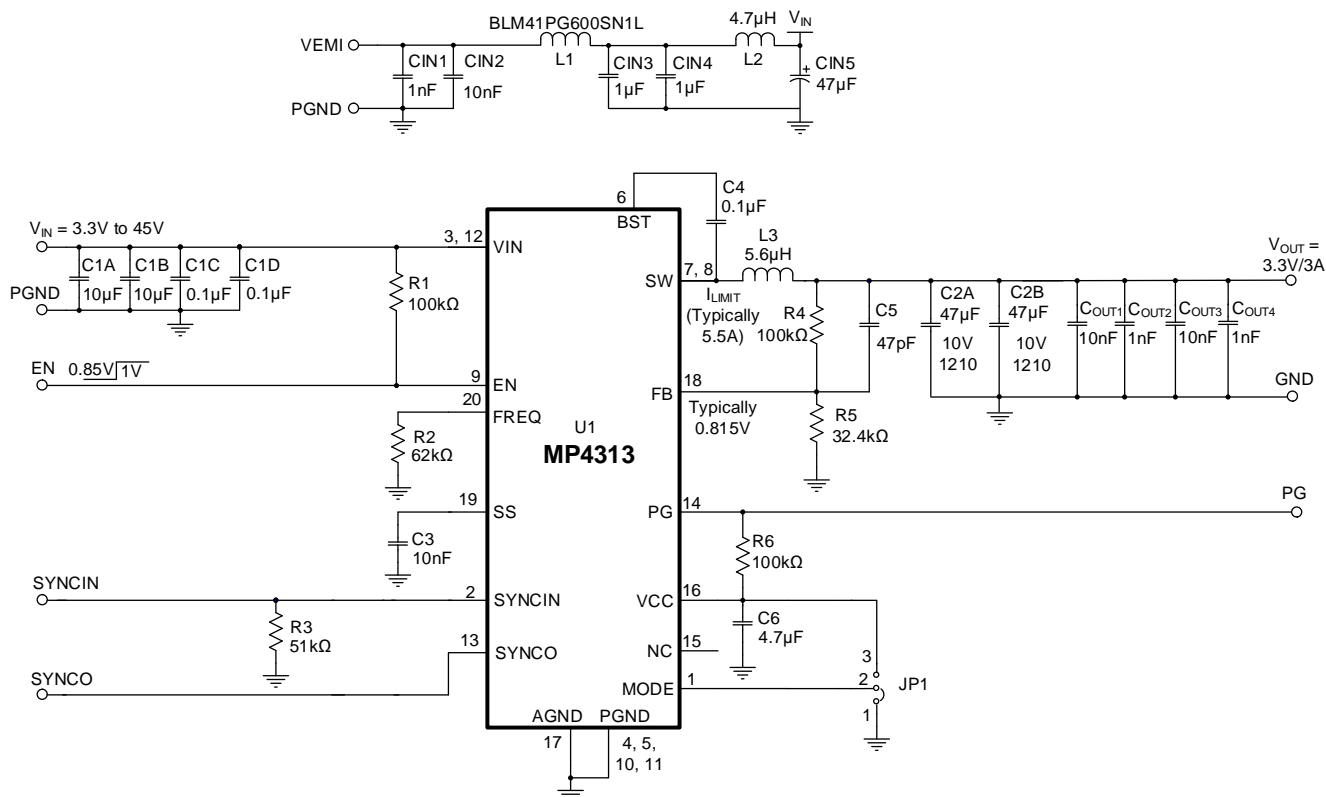 BLM41PG600SN1L
4.7µH
VIN
VEMI
L1
L2
CIN1
1nF
CIN2
10nF
CIN3
1µF
CIN4
1µF
+
CIN5
47µF
PGND
VIN = 3.3V to 45V
3, 12
VIN
6
BST
C4
0.1µF
C1A
10µF
C1B
10µF
C1C
0.1µF
C1D
0.1µF
PGND
R1
100kΩ
SW
7, 8
L3
5.6µH
VOUT =
3.3V/3A
ILIMIT
(Typically
5.5A)
R4
100kΩ
C5
47pF
C2A
47µF
10V
1210
C2B
47µF
10V
1210
COUT1
10nF
COUT2
1nF
COUT3
10nF
COUT4
1nF
GND
EN
0.85V 1V
9
EN
20
FREQ
R2
62kΩ
FB
18
Typically
0.815V
R5
32.4kΩ
U1
MP4313
19
SS
C3
10nF
PG
14
PG
R6
100kΩ
SYNCIN
2
SYNCIN
R3
51kΩ
VCC
16
C6
4.7µF
13
SYNCO
NC
15
SYNCO
MODE
1
3
2
1
JP1
AGND
PGND
17
4, 5,
10, 11